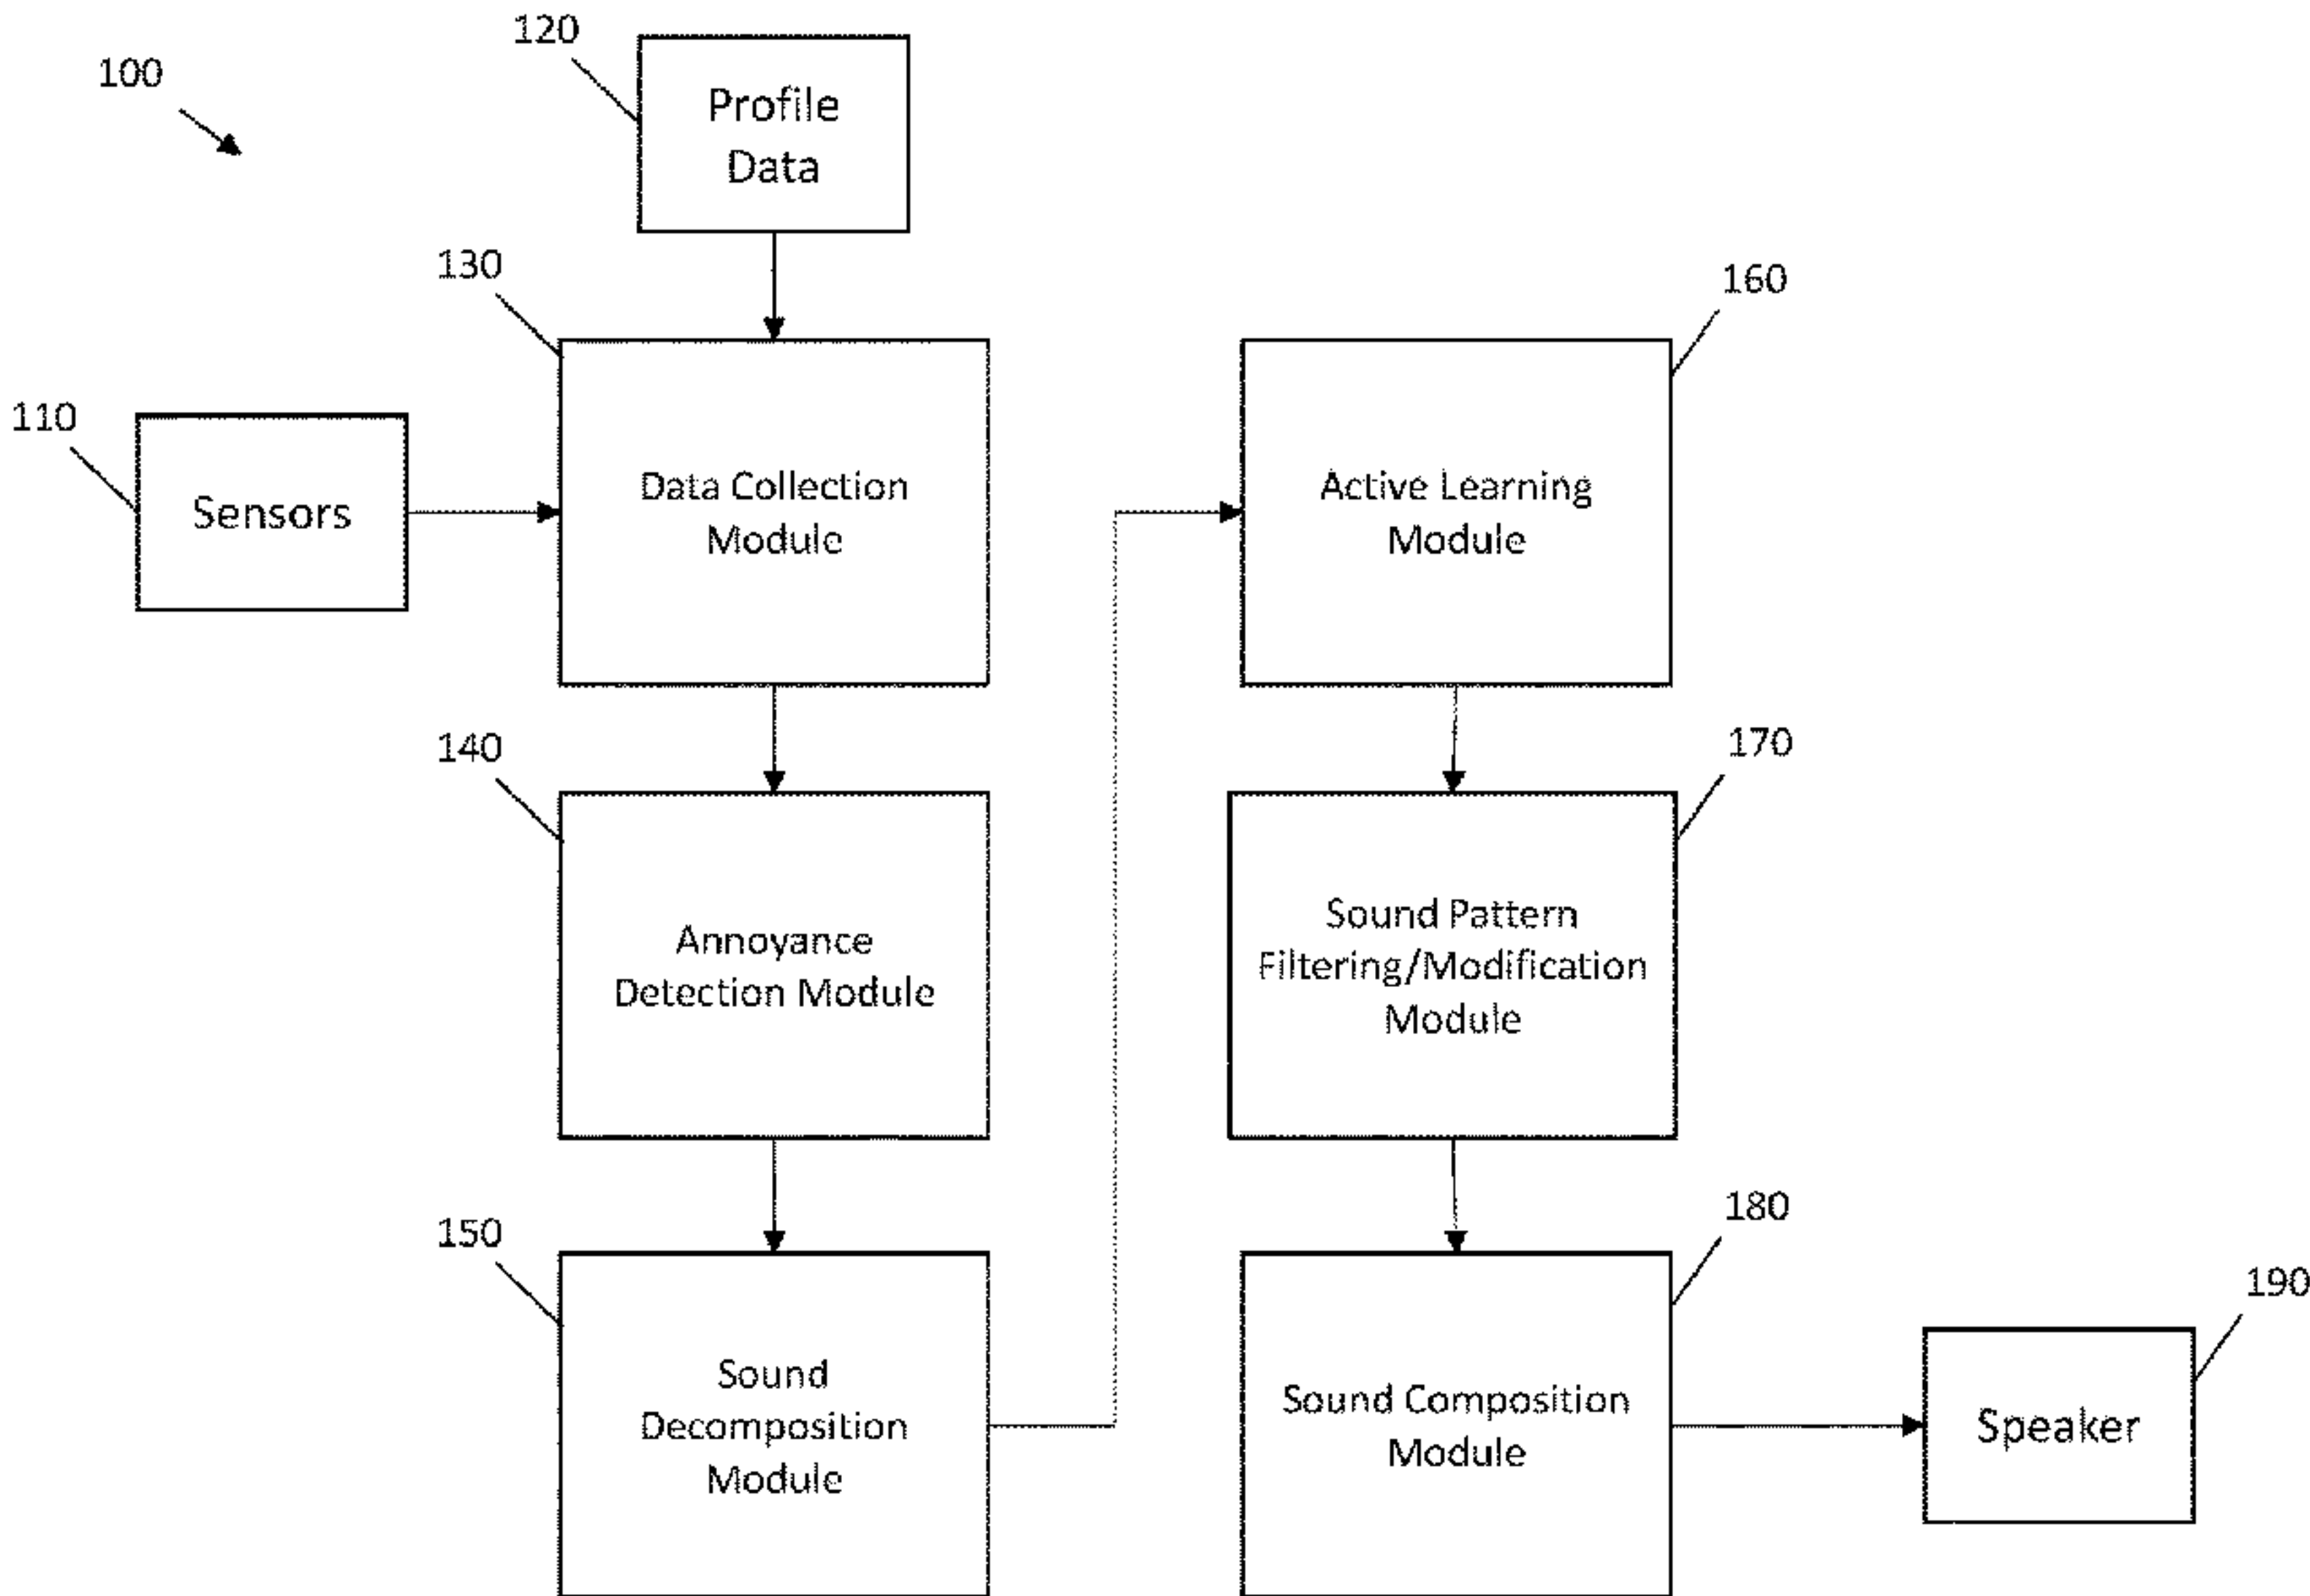 100
120
Profile
Data
130
Data Collection
Module
110
Sensors
160
Active Learning
Module
140
Annoyance
Detection Module
170
Sound Pattern
Filtering/Modification
Module
150
Sound
Decomposition
Module
180
Sound Composition
Module
190
Speaker